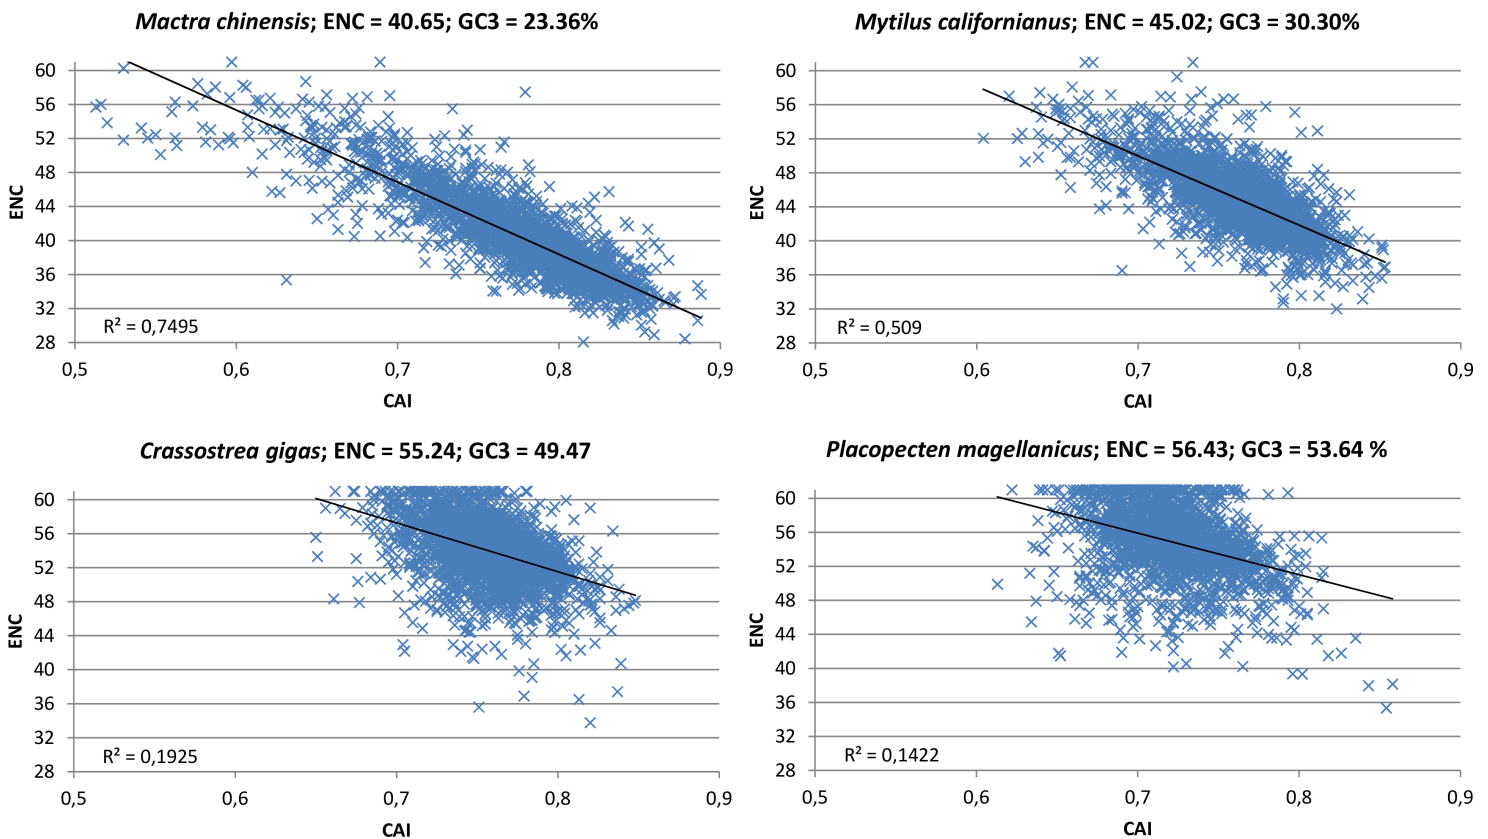 Mactra chinensis; ENC = 40.65; GC3 = 23.36%
60
56
52
48
44
40
36
32
28
ENC
R² = 0,7495
0,5 0,6 0,7 0,8 0,9
CAI
Mytilus californianus; ENC = 45.02; GC3 = 30.30%
60
56
52
48
44
40
36
32
28
ENC
R² = 0,509
0,5 0,6 0,7 0,8 0,9
CAI
Crassostrea gigas; ENC = 55.24; GC3 = 49.47
60
56
52
48
44
40
36
32
28
ENC
R² = 0,1925
0,5 0,6 0,7 0,8 0,9
CAI
Placopecten magellanicus; ENC = 56.43; GC3 = 53.64 %
60
56
52
48
44
40
36
32
28
ENC
R² = 0,1422
0,5 0,6 0,7 0,8 0,9
CAI